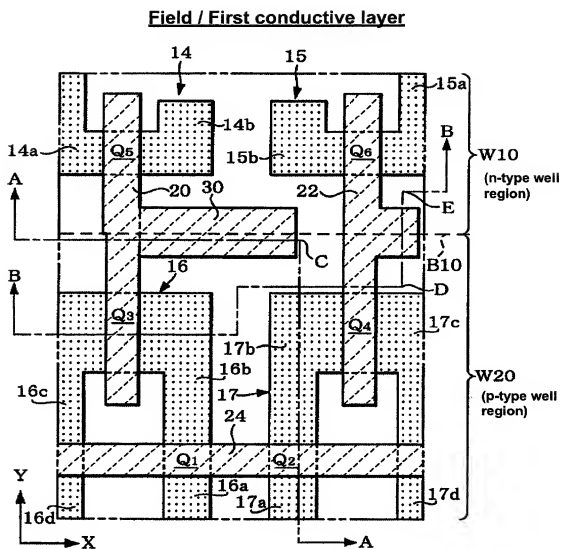 Field / First conductive layer
14
15
15a
14b
B
14a
Q5
15b
Q6
W10
A
20
30
22
E
(n-type well region)
C
B10
B
16
D
Q3
17b
Q4
17c
16b
16c
17
W20
(p-type well region)
24
Q1
Q2
Y
16d
16a
17a
17d
X
A